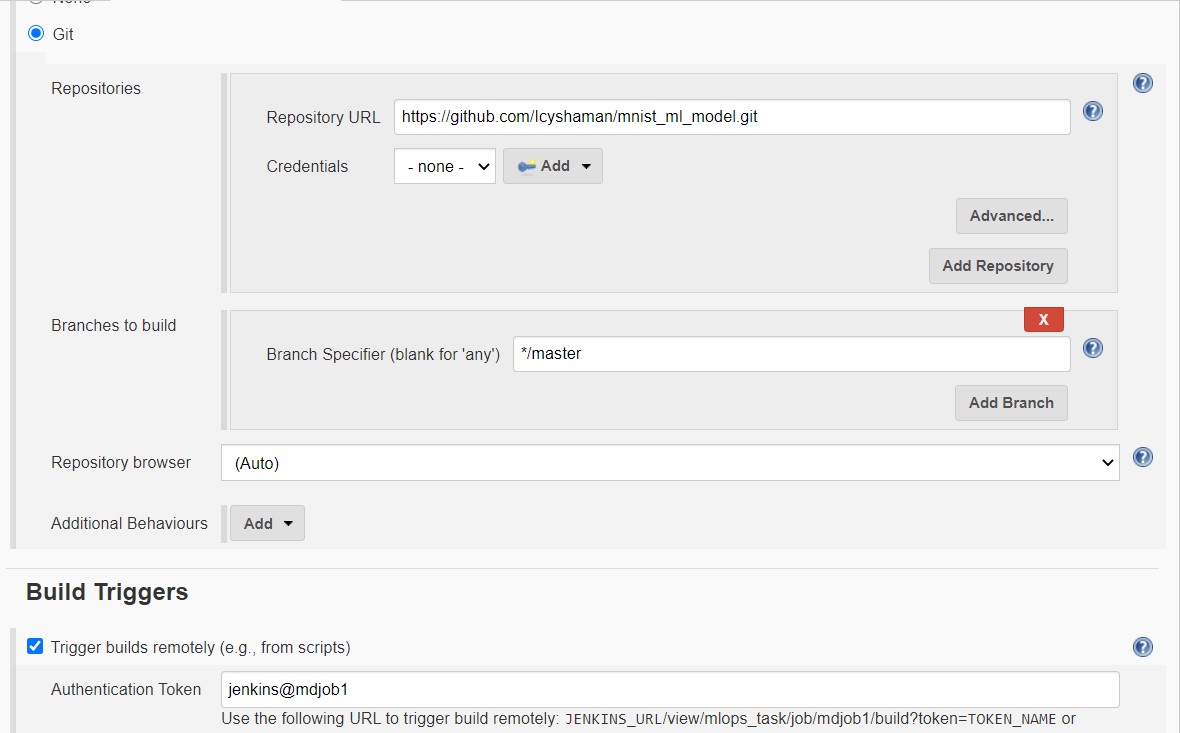 None
Git
Repositories
Repository URL https://github.com/lcyshaman/mnist_ml_model.git
Credentials - none - Add
Advanced...
Add Repository
Branches to build
X
Branch Specifier (blank for 'any') */master
Add Branch
Repository browser (Auto)
Additional Behaviours Add
Build Triggers
Trigger builds remotely (e.g., from scripts)
Authentication Token jenkins@mdjob1
Use the following URL to trigger build remotely: JENKINS_URL/view/mlops_task/job/mdjob1/build?token=TOKEN_NAME or